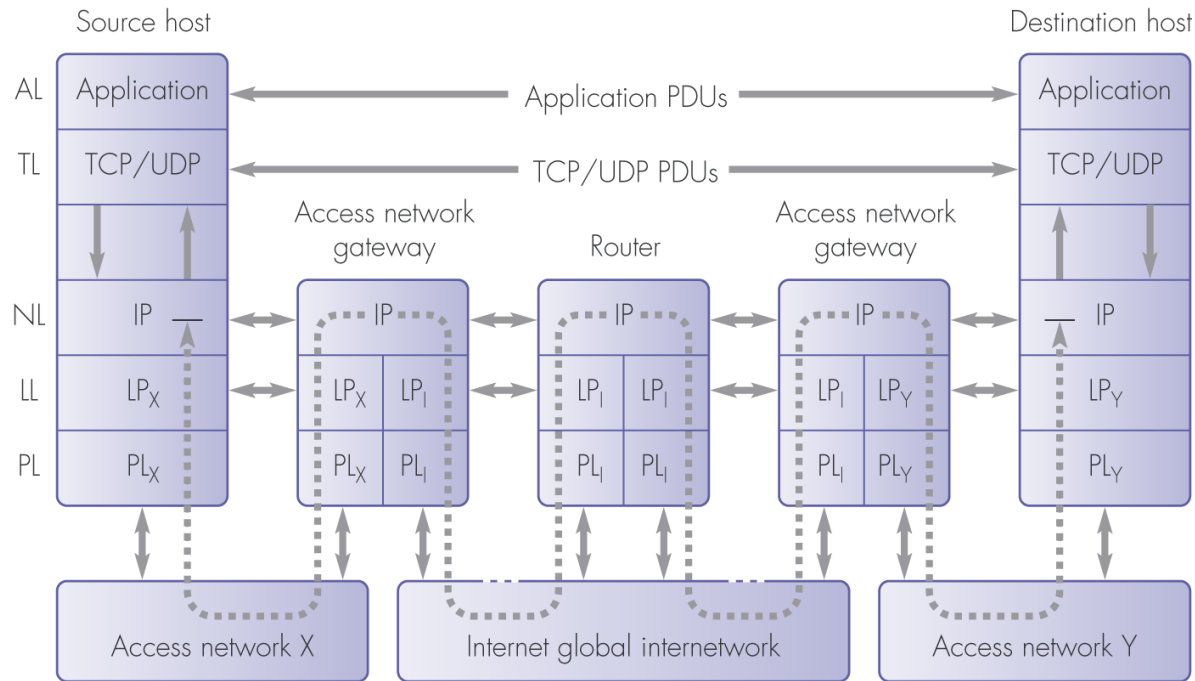 Source host
Destination host
AL Application Application PDUs Application
TL TCP/UDP TCP/UDP PDUs TCP/UDP
Access network gateway
Router
Access network gateway
NL IP IP IP IP IP
LL LPX LPX LPI LPI LPI LPI LPY LPY
PL PLX PLX PLI PLI PLI PLI PLY PLY
Access network X
Internet global internetwork
Access network Y